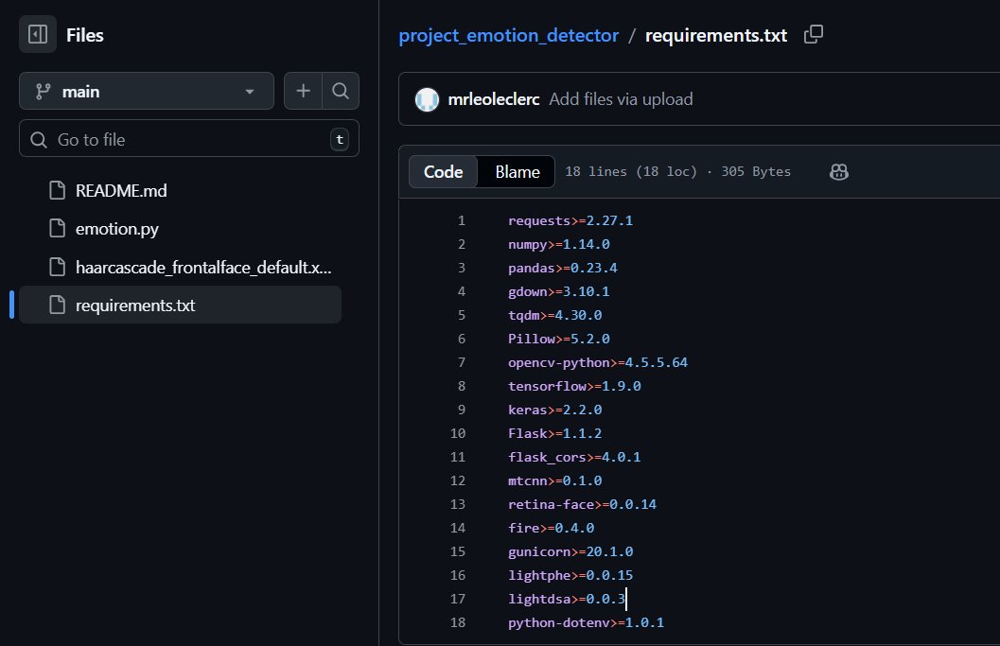 Files
main
Go to file
t
README.md
emotion.py
haarcascade_frontalface_default.x...
requirements.txt
project_emotion_detector / requirements.txt
mrleoleclerc Add files via upload
Code Blame 18 lines (18 loc) · 305 Bytes
1 requests>=2.27.1
2 numpy>=1.14.0
3 pandas>=0.23.4
4 gdown>=3.10.1
5 tqdm>=4.30.0
6 Pillow>=5.2.0
7 opencv-python>=4.5.5.64
8 tensorflow>=1.9.0
9 keras>=2.2.0
10 Flask>=1.1.2
11 flask_cors>=4.0.1
12 mtcnn>=0.1.0
13 retina-face>=0.0.14
14 fire>=0.4.0
15 gunicorn>=20.1.0
16 lightphe>=0.0.15
17 lightdsa>=0.0.3
18 python-dotenv>=1.0.1